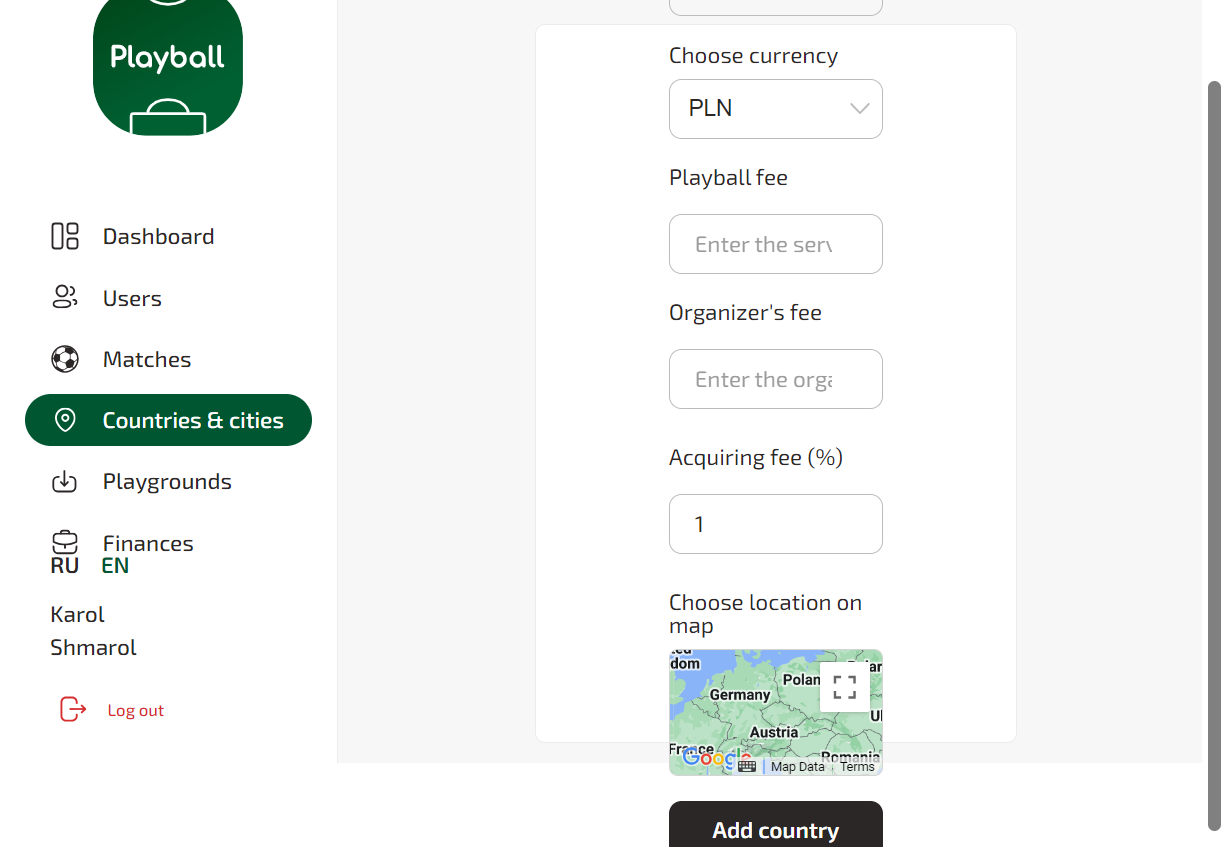 Playball
Dashboard
Users
Matches
Countries & cities
Playgrounds
Finances
RU EN
Karol
Shmarol
Log out
Choose currency
PLN
Playball fee
Enter the serv
Organizer's fee
Enter the orga
Acquiring fee (%)
1
Choose location on
map
dom
Polan
Germany
Austria
France
Romania
Google
Map Data
Terms
Add country